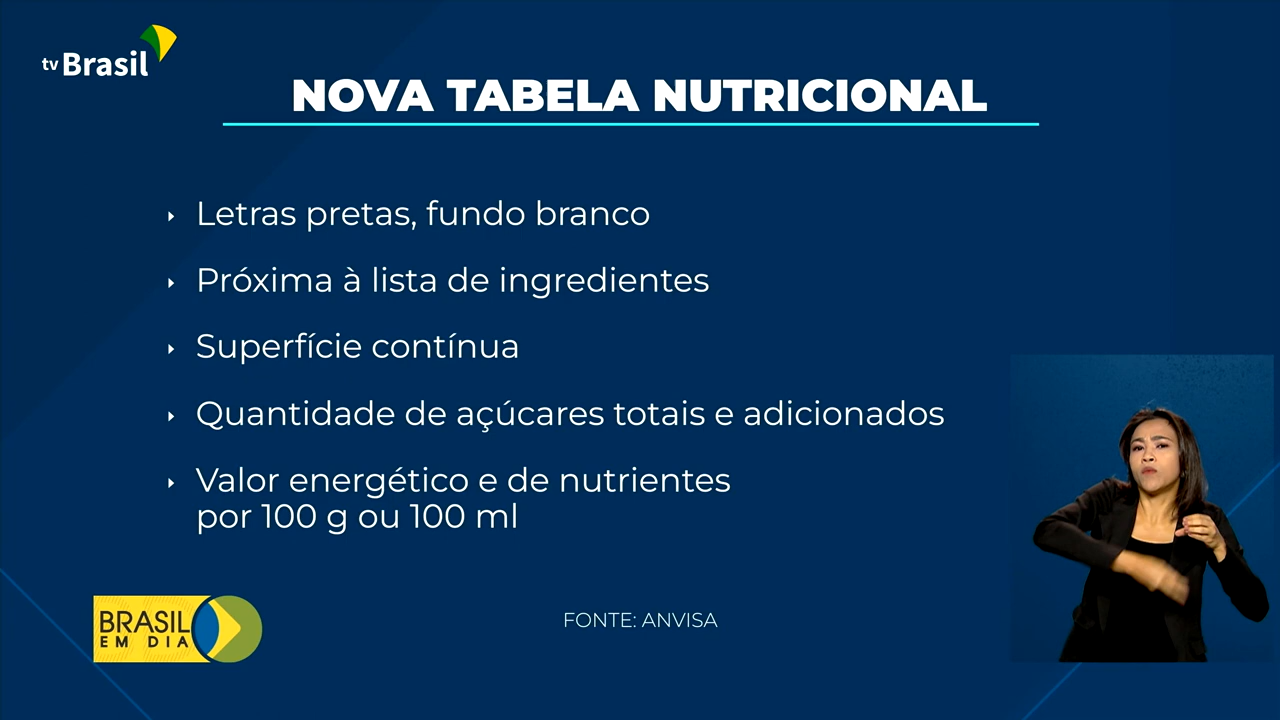 tv Brasil
NOVA TABELA NUTRICIONAL
Letras pretas, fundo branco
Próxima à lista de ingredientes
Superfície contínua
Quantidade de açúcares totais e adicionados
Valor energético e de nutrientes
por 100 g ou 100 ml
BRASIL
EM DIA
FONTE: ANVISA